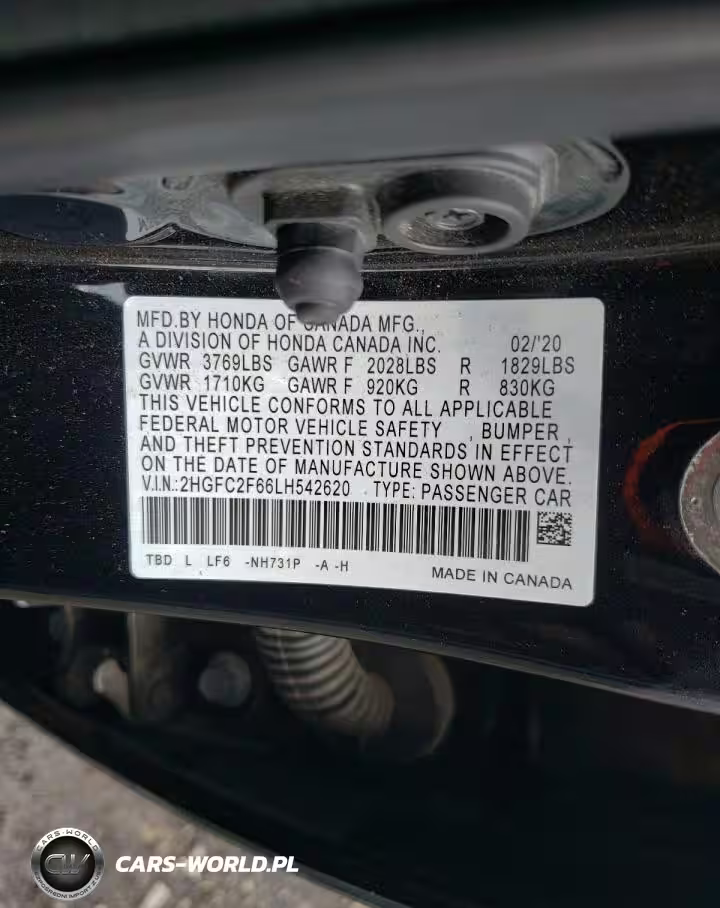 MFD.BY HONDA OF CANADA MFG.,
A DIVISION OF HONDA CANADA INC. 02/'20
GVWR 3769LBS GAWR F 2028LBS R 1829LBS
GVWR 1710KG GAWR F 920KG R 830KG
THIS VEHICLE CONFORMS TO ALL APPLICABLE
FEDERAL MOTOR VEHICLE SAFETY , BUMPER ,
AND THEFT PREVENTION STANDARDS IN EFFECT
ON THE DATE OF MANUFACTURE SHOWN ABOVE.
V.I.N.:2HGFC2F66LH542620 TYPE: PASSENGER CAR
TBD L LF6 -NH731P -A -H
MADE IN CANADA
CARS-WORLD
CW
CARS-WORLD.PL